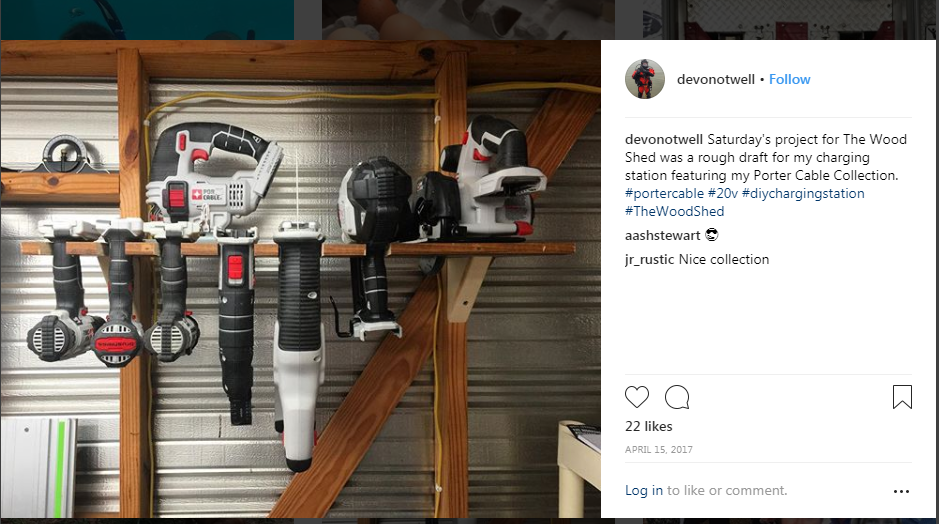 devonotwell • Follow
devonotwell Saturday's project for The Wood
Shed was a rough draft for my charging
station featuring my Porter Cable Collection.
#portercable #20v #diychargingstation
#TheWoodShed
aashstewart 😎
jr_rustic Nice collection
22 likes
APRIL 15, 2017
Log in to like or comment.
POR
CABLE.